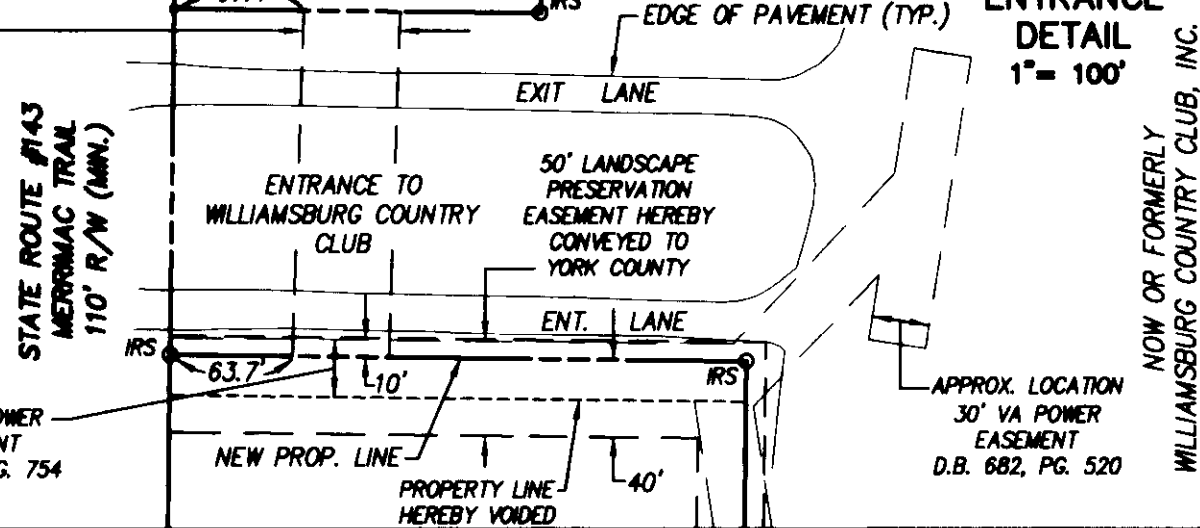 IRS
EDGE OF PAVEMENT (TYP.)
ENTRANCE
DETAIL
1"= 100'
EXIT LANE
STATE ROUTE #143
MERRIMAC TRAIL
110' R/W (MIN.)
ENTRANCE TO
WILLIAMSBURG COUNTRY
CLUB
50' LANDSCAPE
PRESERVATION
EASEMENT HEREBY
CONVEYED TO
YORK COUNTY
NOW OR FORMERLY
WILLIAMSBURG COUNTRY CLUB, INC.
ENT. LANE
IRS
63.7'
10'
IRS
754
NEW PROP. LINE
PROPERTY LINE
HEREBY VOIDED
40'
APPROX. LOCATION
30' VA POWER
EASEMENT
D.B. 682, PG. 520